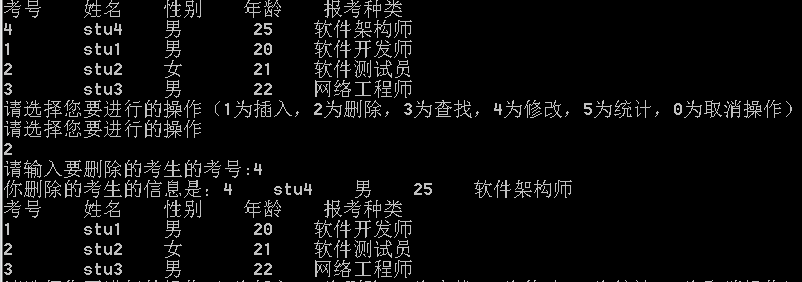 考号 姓名 性别 年龄 报考种类
4 stu4 男 25 软件架构师
1 stu1 男 20 软件开发师
2 stu2 女 21 软件测试员
3 stu3 男 22 网络工程师
请选择您要进行的操作（1为插入，2为删除，3为查找，4为修改，5为统计，0为取消操作）
请选择您要进行的操作
2
请输入要删除的考生的考号:4
你删除的考生的信息是: 4 stu4 男 25 软件架构师
考号 姓名 性别 年龄 报考种类
1 stu1 男 20 软件开发师
2 stu2 女 21 软件测试员
3 stu3 男 22 网络工程师